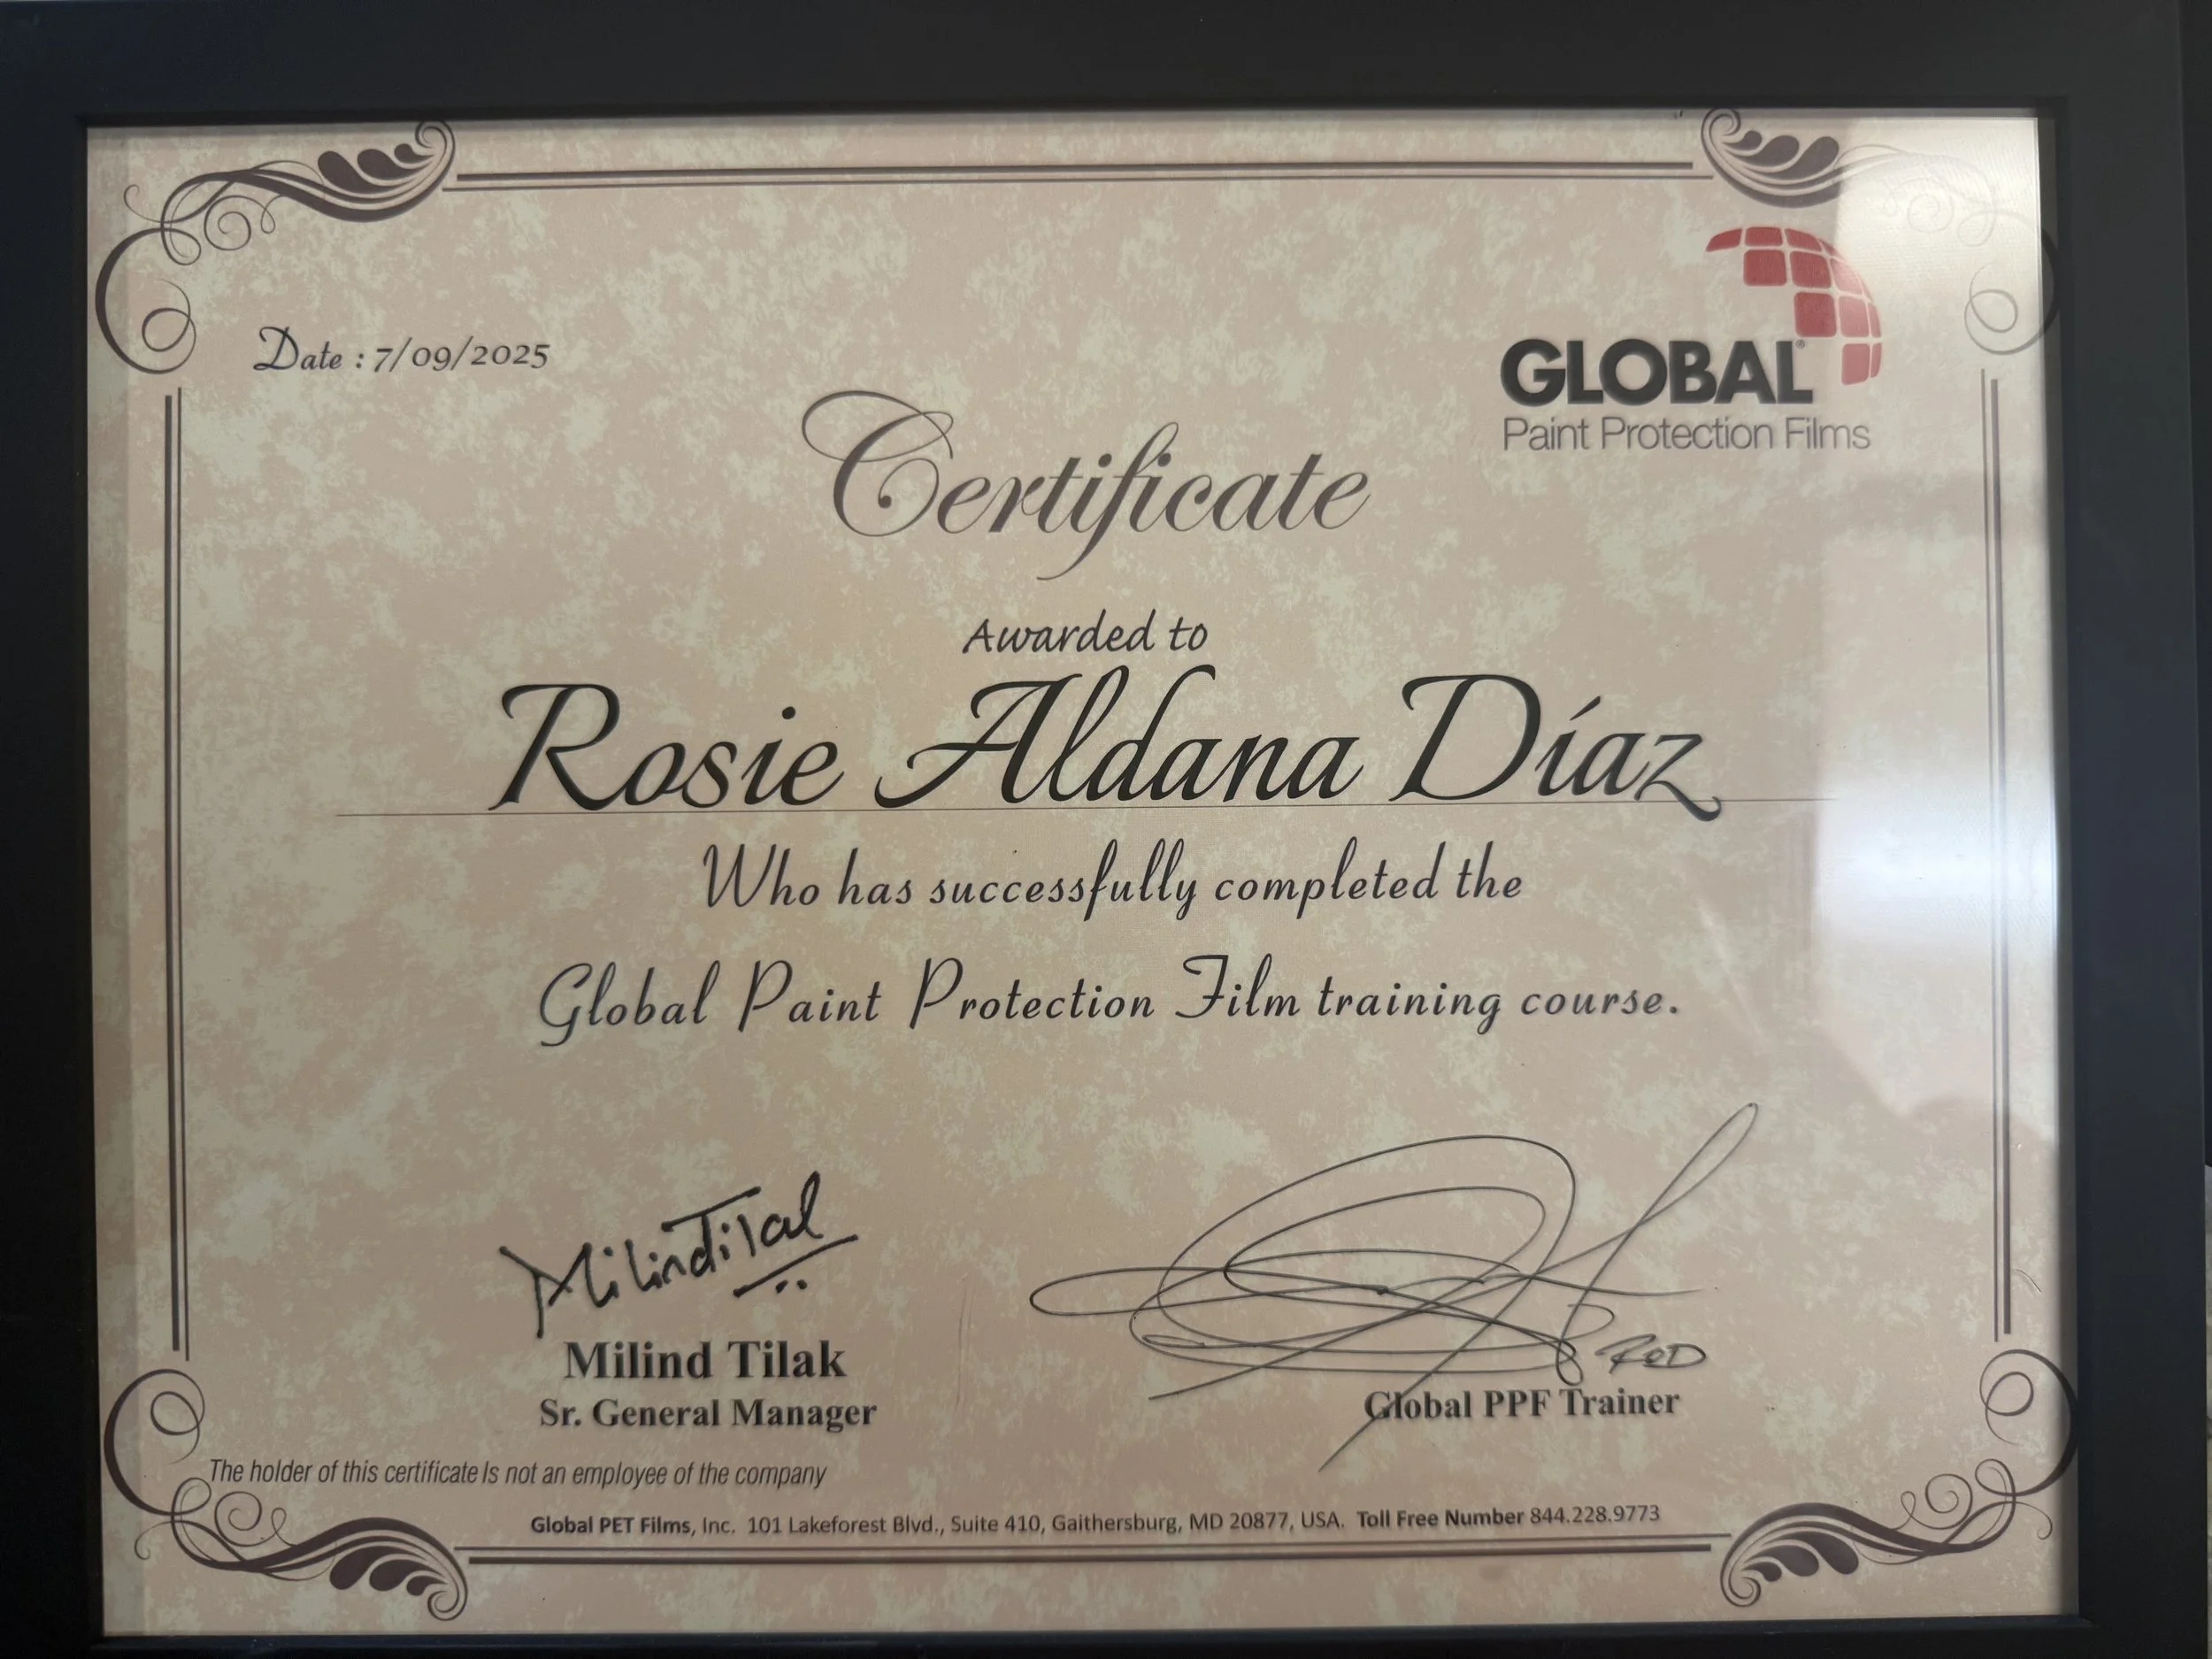 Date : 7/09/2025
GLOBAL®
Paint Protection Films
Certificate
Awarded to
Rosie Aldana Díaz
Who has successfully completed the
Global Paint Protection Film training course.
Milind Tilak
ROD
Milind Tilak
Sr. General Manager
Global PPF Trainer
The holder of this certificate Is not an employee of the company
Global PET Films, Inc. 101 Lakeforest Blvd., Suite 410, Gaithersburg, MD 20877, USA. Toll Free Number 844.228.9773